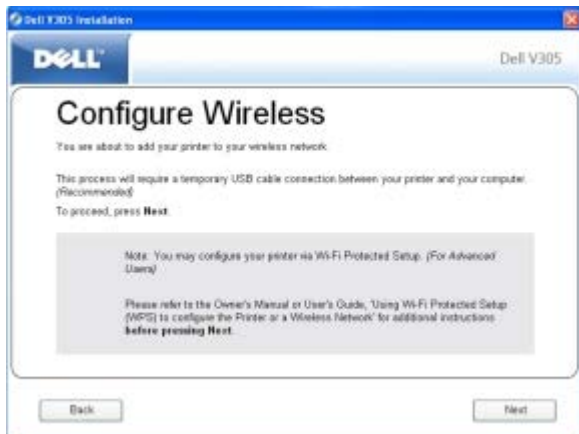 Dell V305 Installation
DELL™
Dell V305
Configure Wireless
You are about to add your printer to your wireless network.
This process will require a temporary USB cable connection between your printer and your computer.
(Recommended)
To proceed, press Next.
Note: You may configure your printer via Wi-Fi Protected Setup. (For Advanced
Users)
Please refer to the Owner's Manual or User's Guide, 'Using Wi-Fi Protected Setup
(WPS) to configure the Printer or a Wireless Network' for additional instructions
before pressing Next.
Back
Next